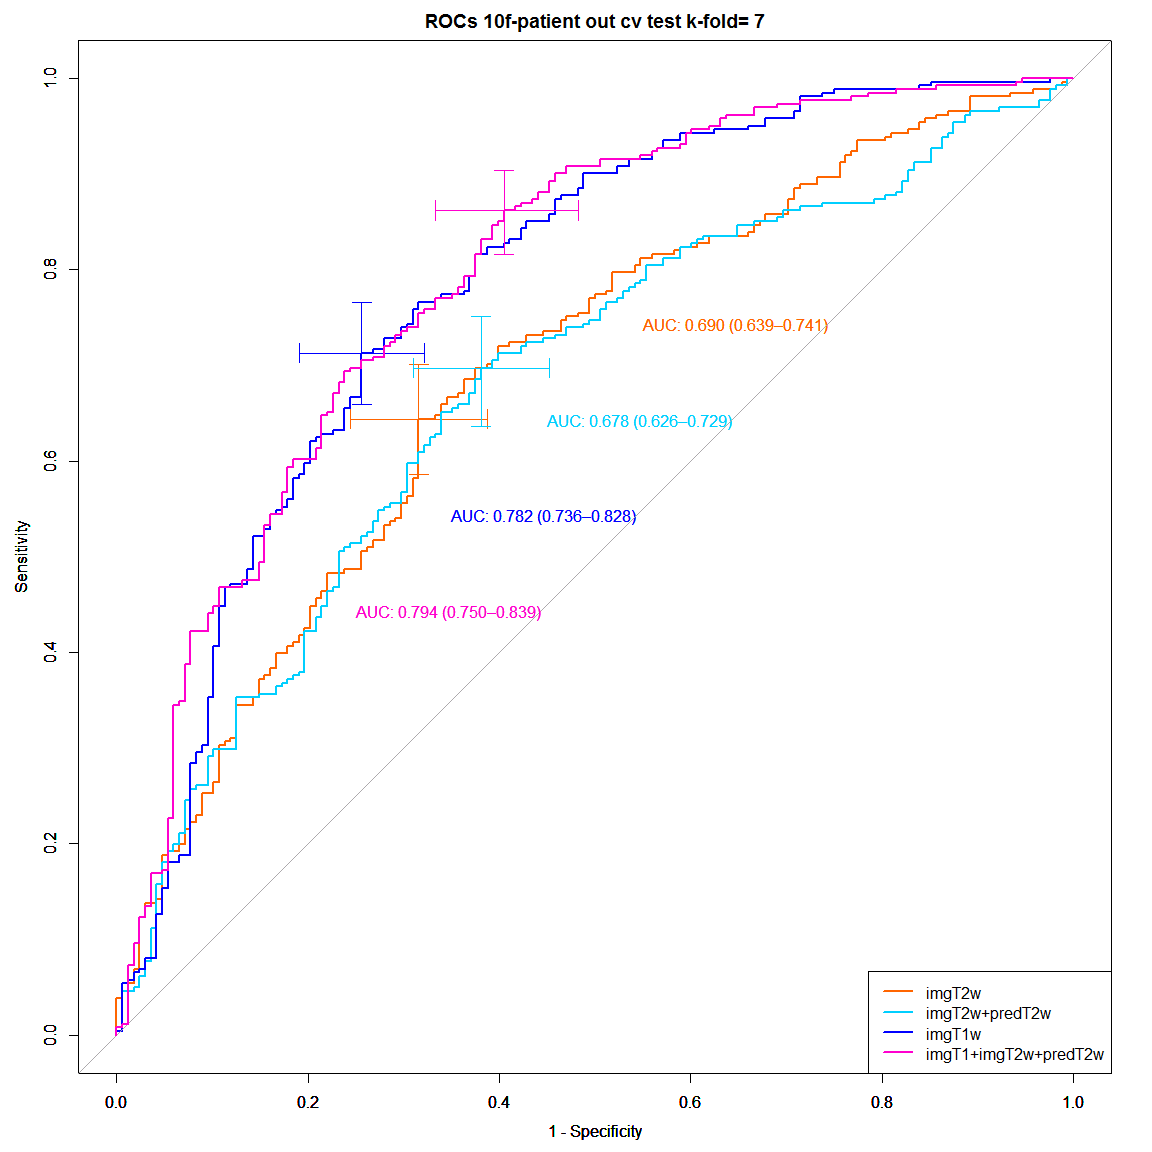 ROCs 10f-patient out cv test k-fold= 7
Sensitivity
1.0
0.8
0.6
0.4
0.2
0.0
AUC: 0.690 (0.639–0.741)
AUC: 0.678 (0.626–0.729)
AUC: 0.782 (0.736–0.828)
AUC: 0.794 (0.750–0.839)
imgT2w
imgT2w+predT2w
imgT1w
imgT1+imgT2w+predT2w
0.0 0.2 0.4 0.6 0.8 1.0
1 - Specificity